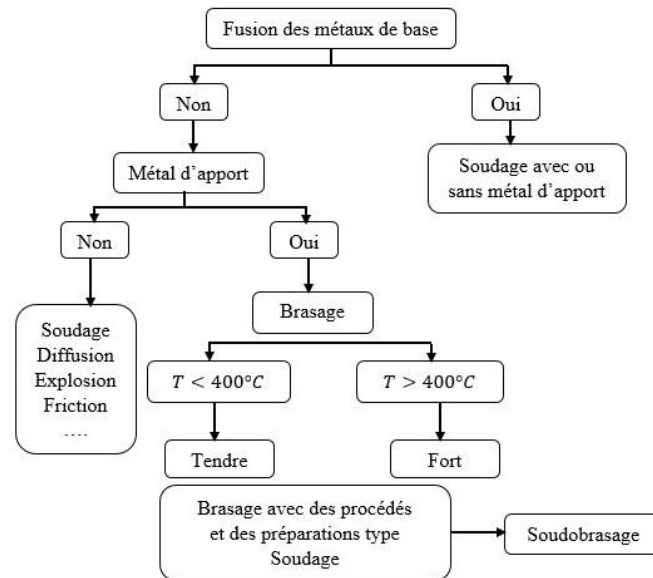 Fusion des métaux de base
Non
Oui
Métal d'apport
Soudage avec ou
sans métal d'apport
Non
Oui
Soudage
Diffusion
Explosion
Friction
....
Brasage
T < 400°C
T > 400°C
Tendre
Fort
Brasage avec des procédés
et des préparations type
Soudage
Soudobrasage